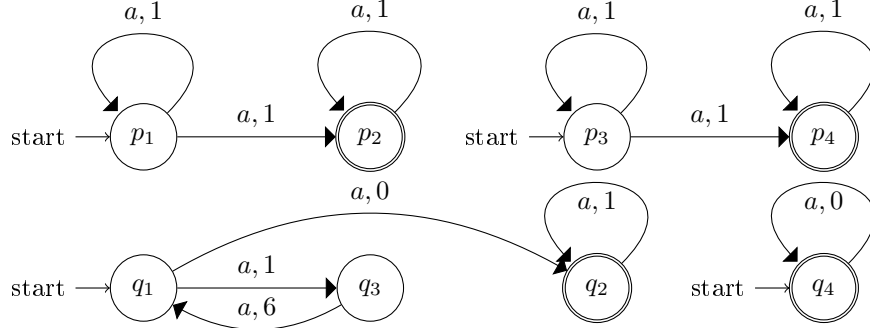 a, 1 a, 1 a, 1 a, 1
start p1 a, 1 p2 start p3 a, 1 p4
a, 0 a, 1 a, 0
start q1 a, 1 q3 q2 start q4
a, 6